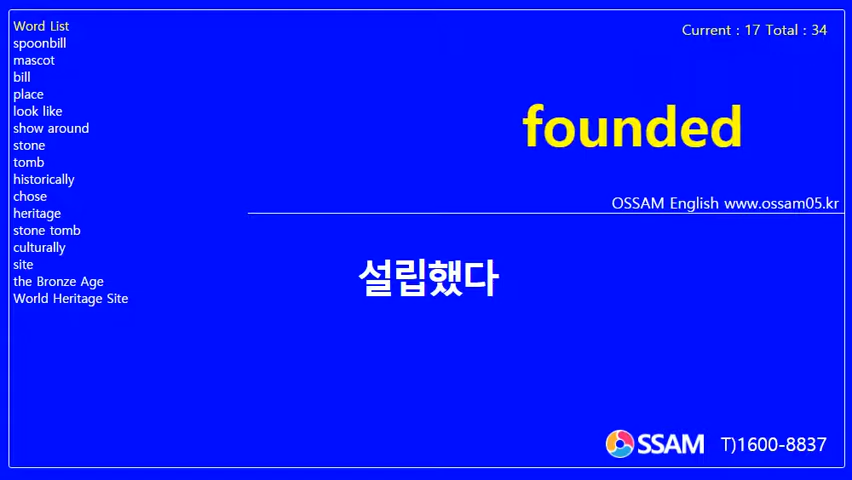 Word List
spoonbill
mascot
bill
place
look like
show around
stone
tomb
historically
chose
heritage
stone tomb
culturally
site
the Bronze Age
World Heritage Site
Current : 17 Total : 34
founded
OSSAM English www.ossam05.kr
설립했다
OSSAM T)1600-8837